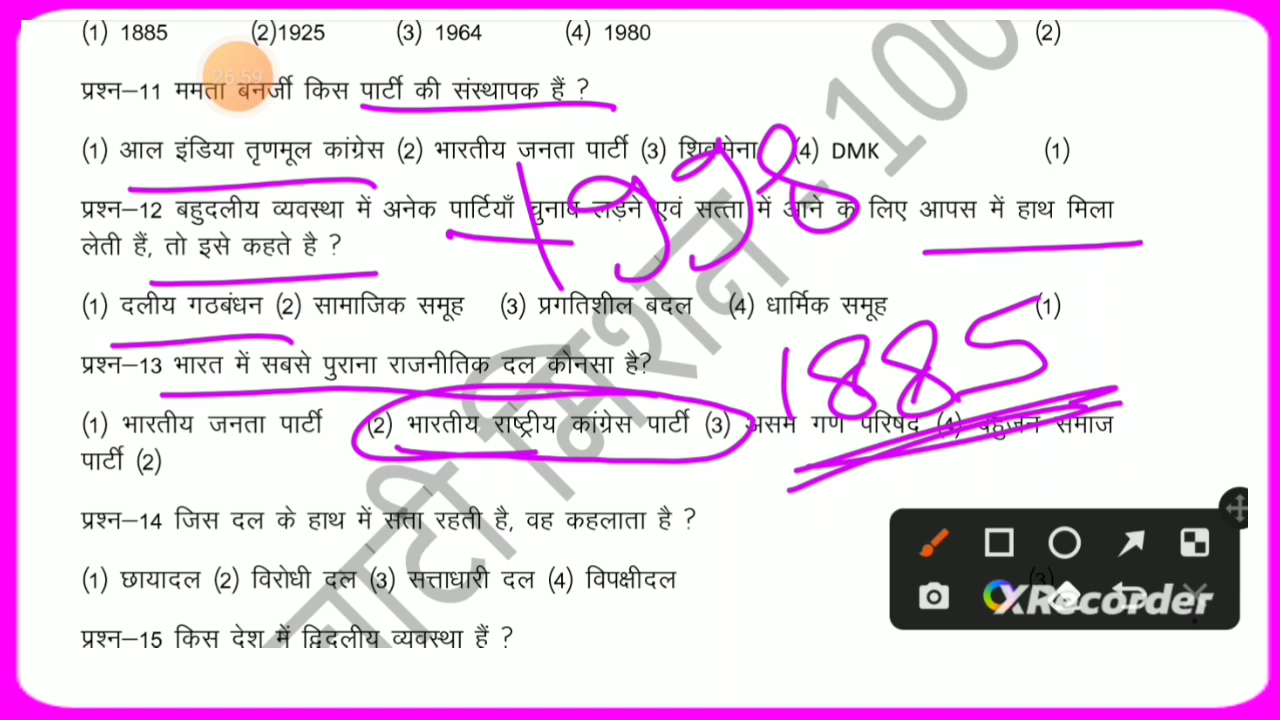 (1) 1885 (2)1925 (3) 1964 (4) 1980 (2)
26:59
प्रश्न–11 ममता बनर्जी किस पार्टी की संस्थापक हैं ?
(1) आल इंडिया तृणमूल कांग्रेस (2) भारतीय जनता पार्टी (3) शिवसेना (4) DMK (1)
1998
प्रश्न–12 बहुदलीय व्यवस्था में अनेक पार्टियाँ चुनाव लड़ने एवं सत्ता में आने के लिए आपस में हाथ मिला
लेती हैं, तो इसे कहते है ?
(1) दलीय गठबंधन (2) सामाजिक समूह (3) प्रगतिशील बदल (4) धार्मिक समूह (1)
प्रश्न–13 भारत में सबसे पुराना राजनीतिक दल कौनसा है?
1885
(1) भारतीय जनता पार्टी (2) भारतीय राष्ट्रीय कांग्रेस पार्टी (3) असम गण परिषद (4) बहुजन समाज
पार्टी (2)
प्रश्न–14 जिस दल के हाथ में सत्ता रहती है, वह कहलाता है ?
(1) छायादल (2) विरोधी दल (3) सत्ताधारी दल (4) विपक्षीदल (3)
XRecorder
प्रश्न–15 किस देश में द्विदलीय व्यवस्था हैं ?
मिशन - 100